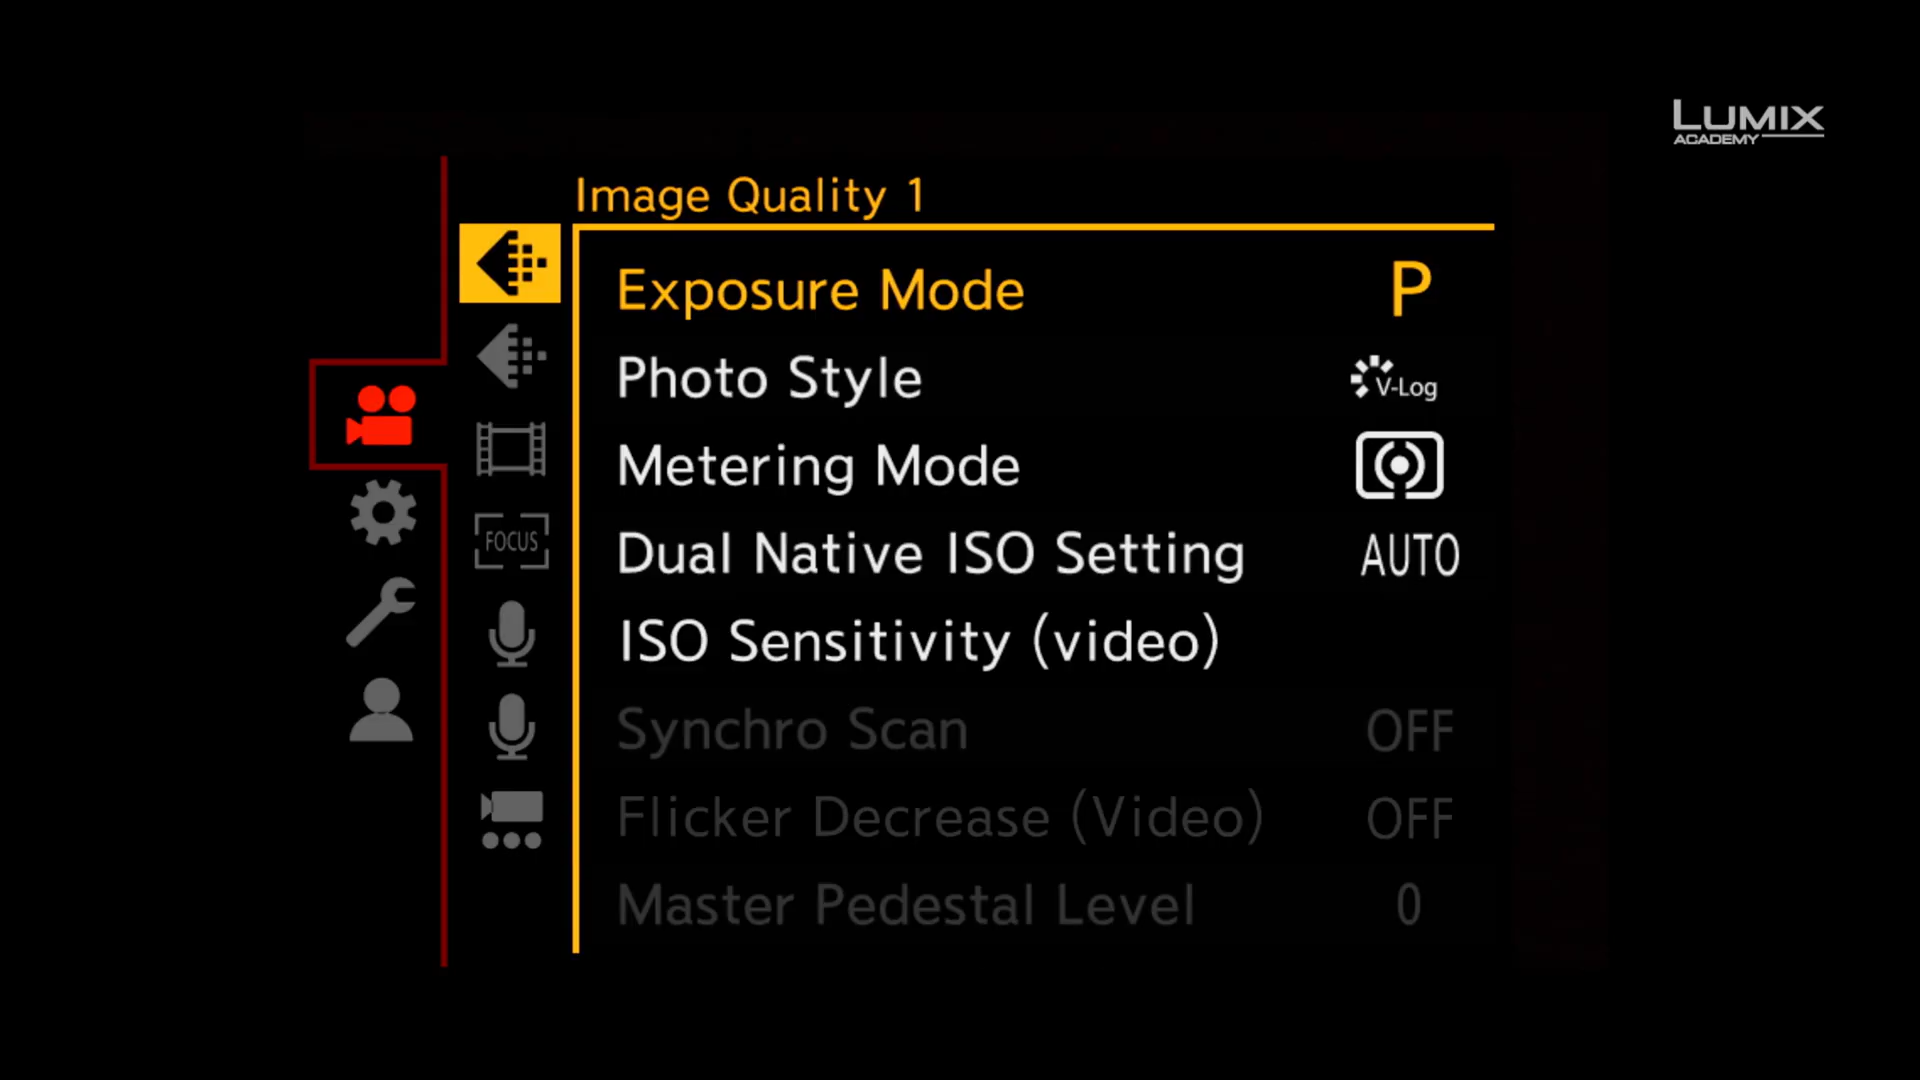 LUMIX
ACADEMY
Image Quality 1
Exposure Mode P
Photo Style V-Log
Metering Mode
FOCUS
Dual Native ISO Setting AUTO
ISO Sensitivity (video)
Synchro Scan OFF
Flicker Decrease (Video) OFF
Master Pedestal Level 0